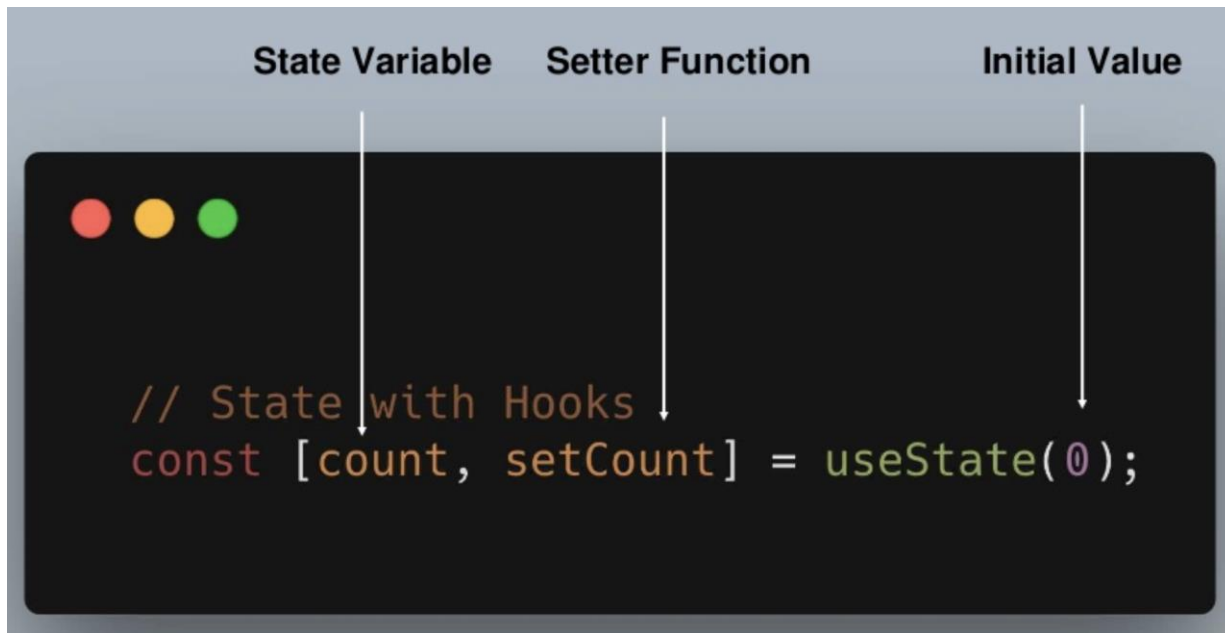 State Variable Setter Function Initial Value
// State with Hooks
const [count, setCount] = useState(0);